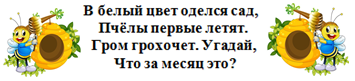 В белый цвет оделся сад,
Пчёлы первые летят.
Гром грохочет. Угадай,
Что за месяц это?